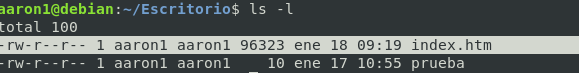 aaron1@debian:~/Escritorio$ ls -l
total 100
-rw-r--r-- 1 aaron1 aaron1 96323 ene 18 09:19 index.htm
-rw-r--r-- 1 aaron1 aaron1    10 ene 17 10:55 prueba